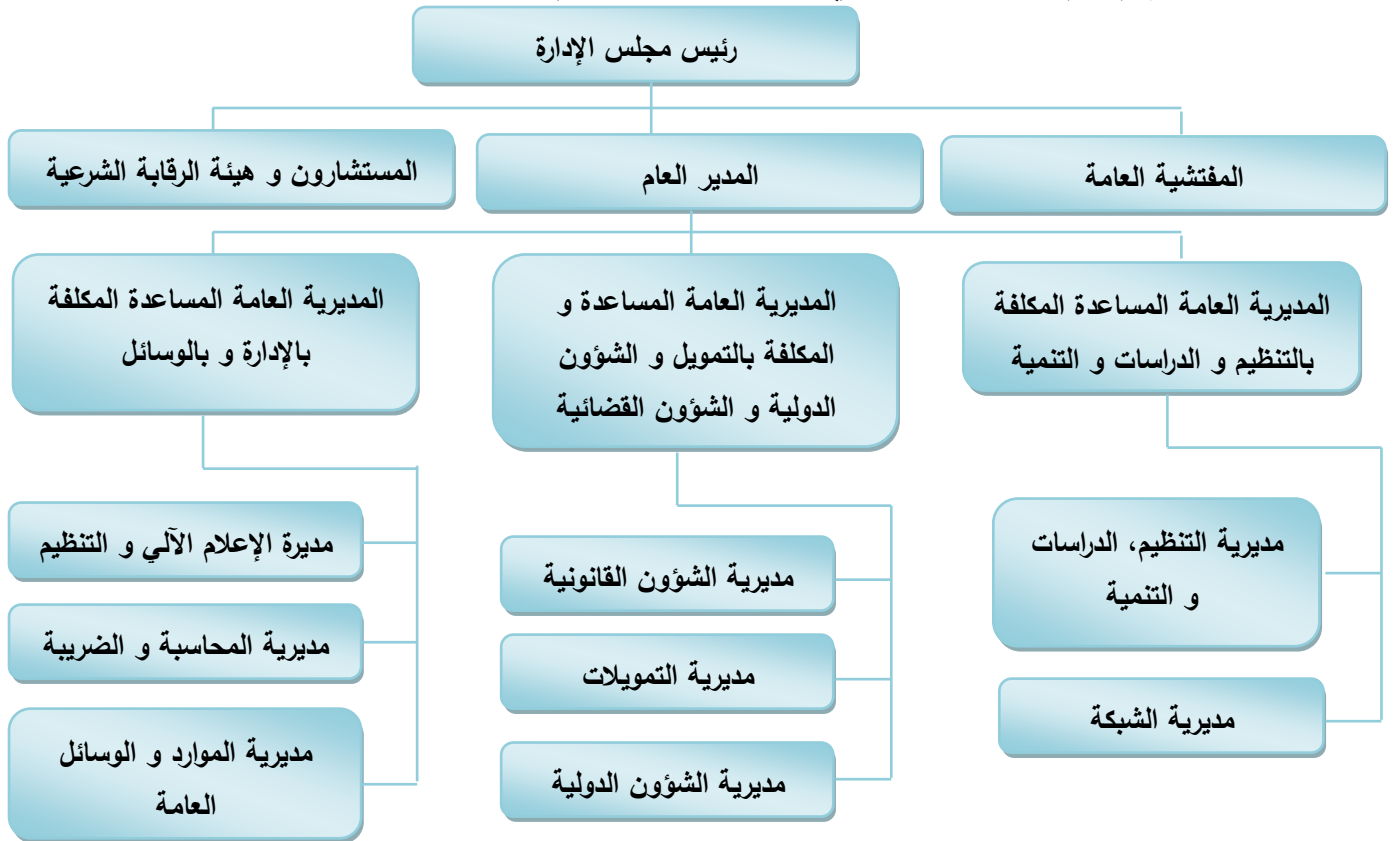 رئيس مجلس الإدارة
المفتشية العامة
المدير العام
المستشارون و هيئة الرقابة الشرعية
المديرية العامة المساعدة المكلفة
بالتنظيم و الدراسات و التنمية
المديرية العامة المساعدة و
المكلفة بالتمويل و الشؤون
الدولية و الشؤون القضائية
المديرية العامة المساعدة المكلفة
بالإدارة و بالوسائل
مديرية التنظيم، الدراسات
و التنمية
مديرية الشبكة
مديرية الشؤون القانونية
مديرية التمويلات
مديرية الشؤون الدولية
مديرة الإعلام الآلي و التنظيم
مديرية المحاسبة و الضريبة
مديرية الموارد و الوسائل
العامة